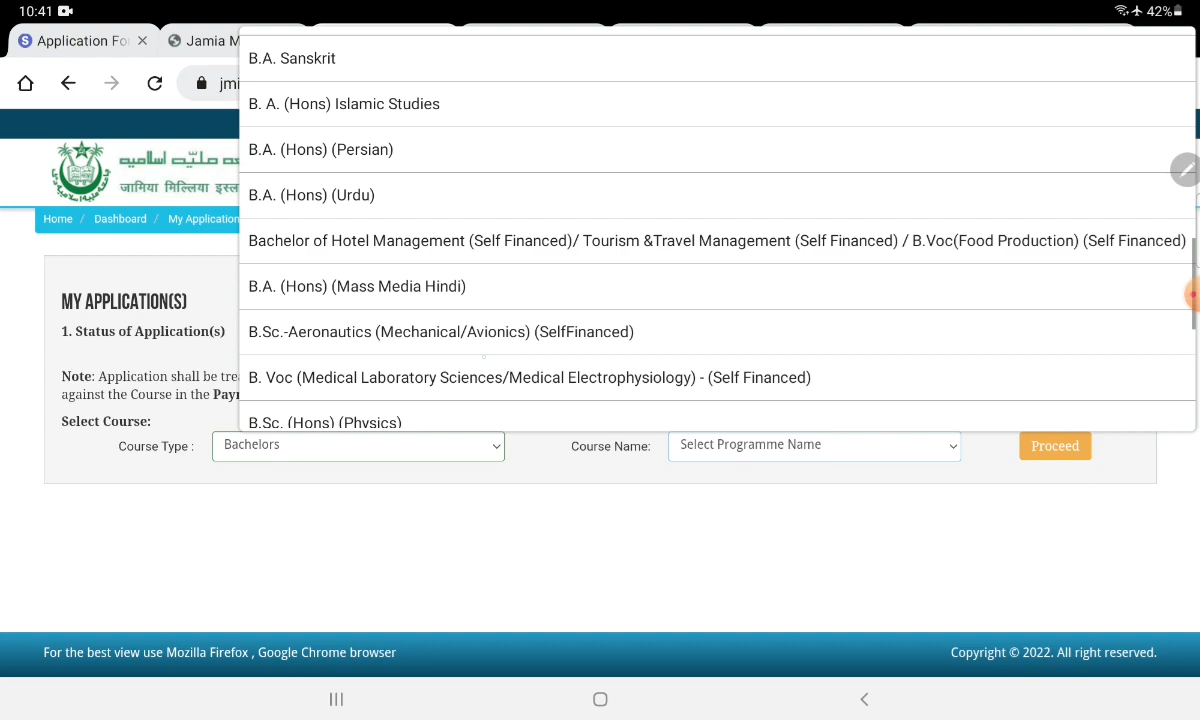 10:41
42%
Application Fo
Jamia M
jmi
B.A. Sanskrit
B. A. (Hons) Islamic Studies
B.A. (Hons) (Persian)
B.A. (Hons) (Urdu)
Bachelor of Hotel Management (Self Financed)/ Tourism &Travel Management (Self Financed) / B.Voc(Food Production) (Self Financed)
B.A. (Hons) (Mass Media Hindi)
B.Sc.-Aeronautics (Mechanical/Avionics) (SelfFinanced)
B. Voc (Medical Laboratory Sciences/Medical Electrophysiology) - (Self Financed)
B.Sc. (Hons) (Physics)
जामिया मिल्लिया इस्ल
Home / Dashboard / My Application
MY APPLICATION(S)
1. Status of Application(s)
Note: Application shall be tre
against the Course in the Pay
Select Course:
Course Type : Bachelors Course Name: Select Programme Name Proceed
For the best view use Mozilla Firefox , Google Chrome browser
Copyright © 2022. All right reserved.